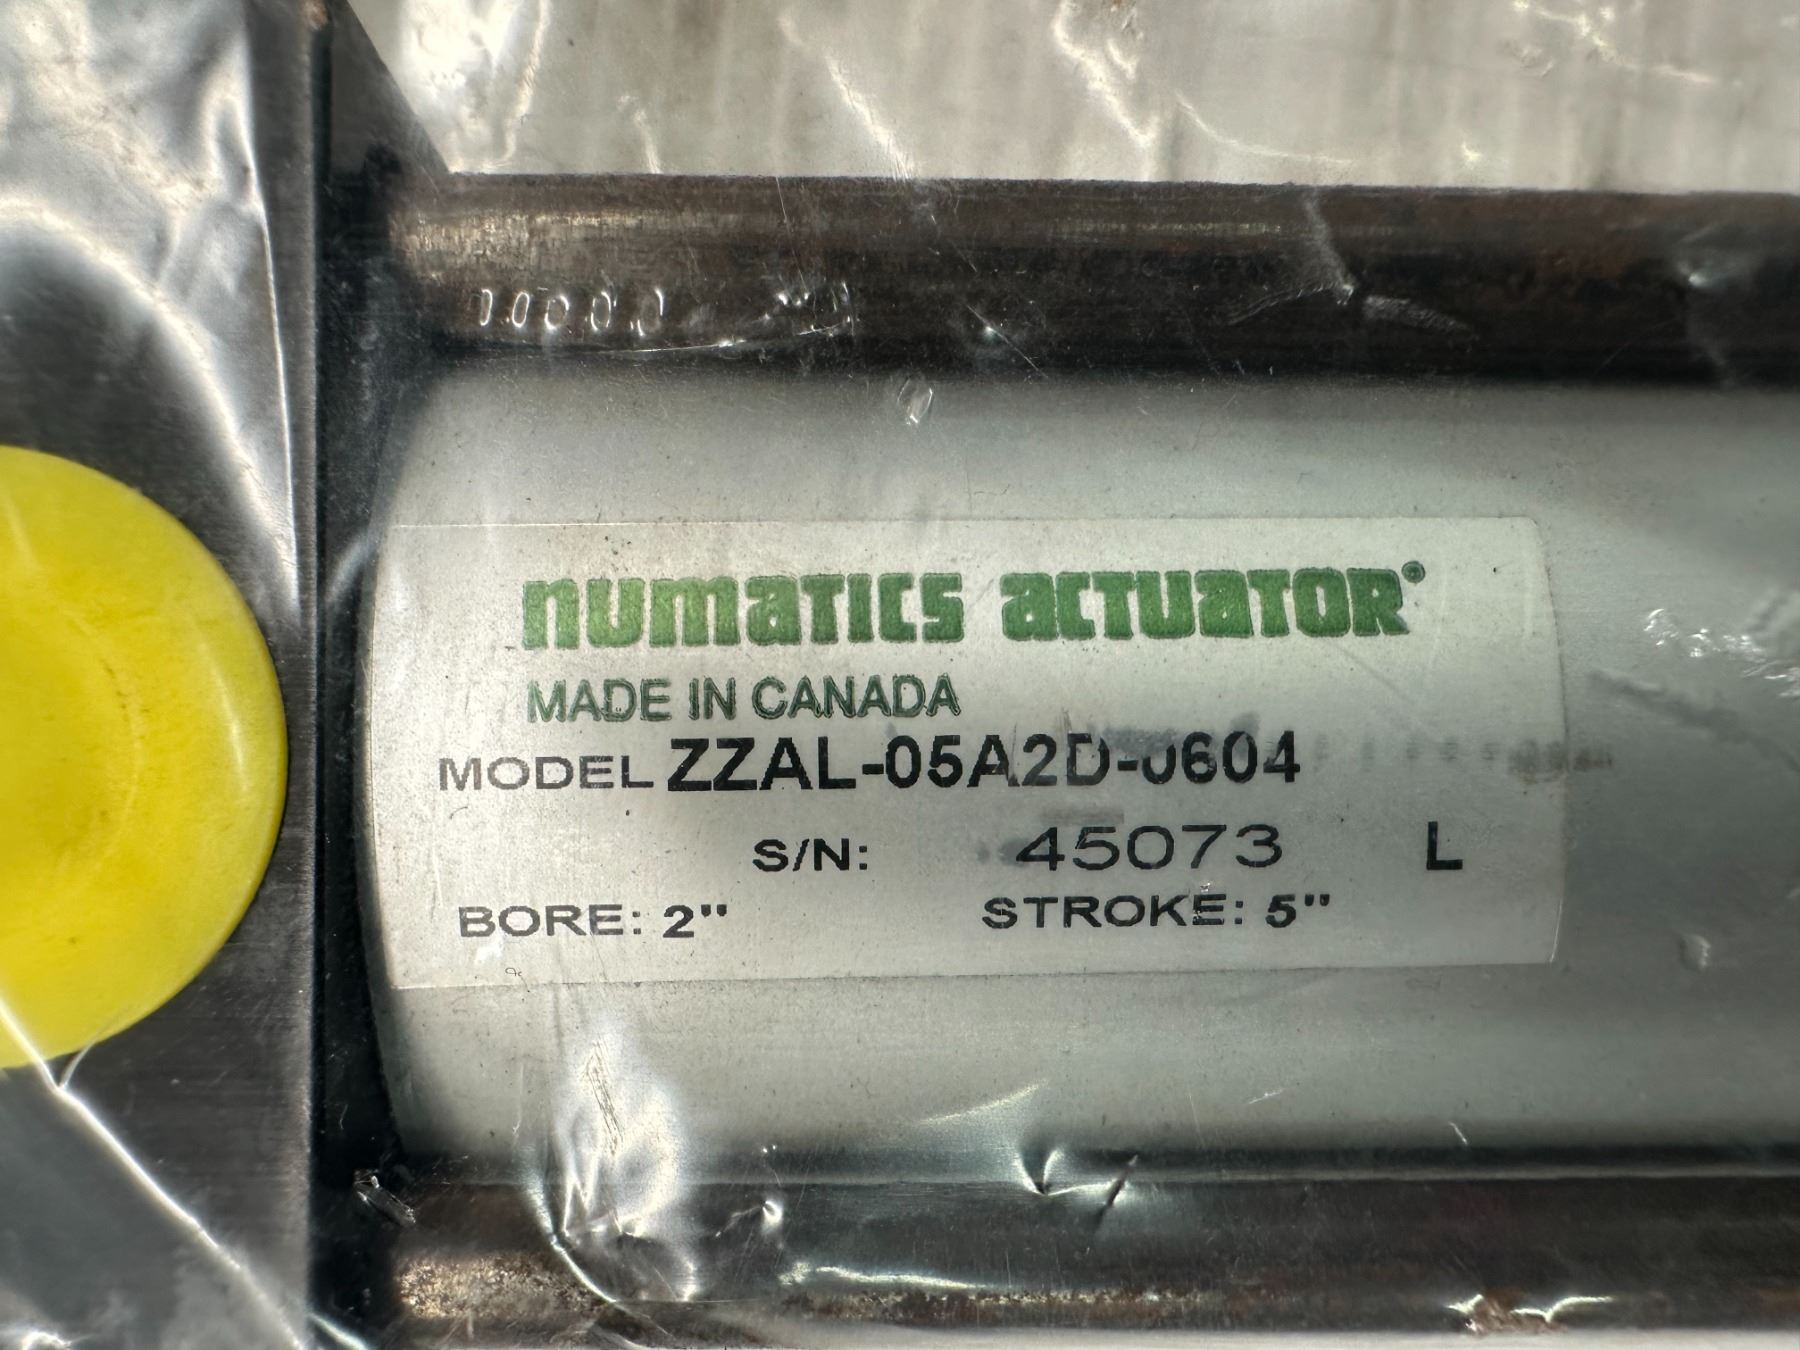 numatics actuator®
MADE IN CANADA
MODEL ZZAL-05A2D-0604
S/N: 45073 L
BORE: 2" STROKE: 5"